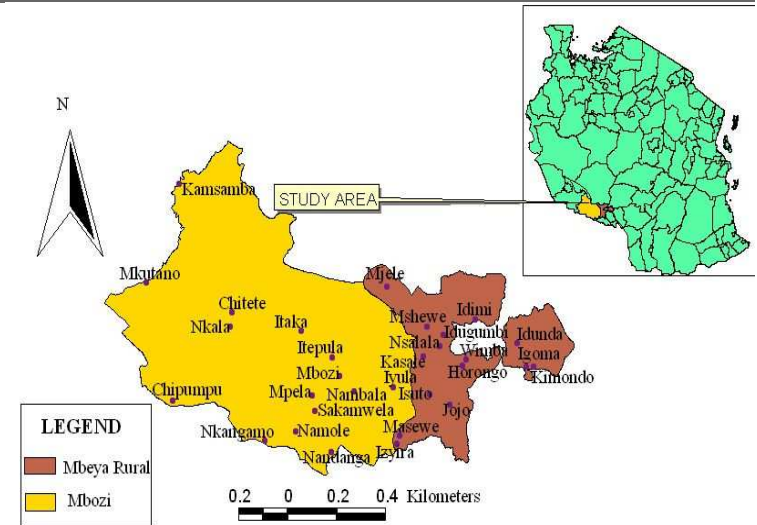 N
STUDY AREA
Kamsamba
Mkutano
Mjele
Chitete
Nkala
Itaka
Mshewe
Idimi
Idugumbi
Nsalala
Idunda
Itepula
Kasale
Wimba
Igoma
Mbozi
Iyula
Horongo
Kimondo
Chipumpu
Mpela
Nambala
Isuto
Sakamwela
Jojo
Nkangamo
Namole
Masewe
Nandanga
Izyira
LEGEND
Mbeya Rural
Mbozi
0.2 0 0.2 0.4 Kilometers